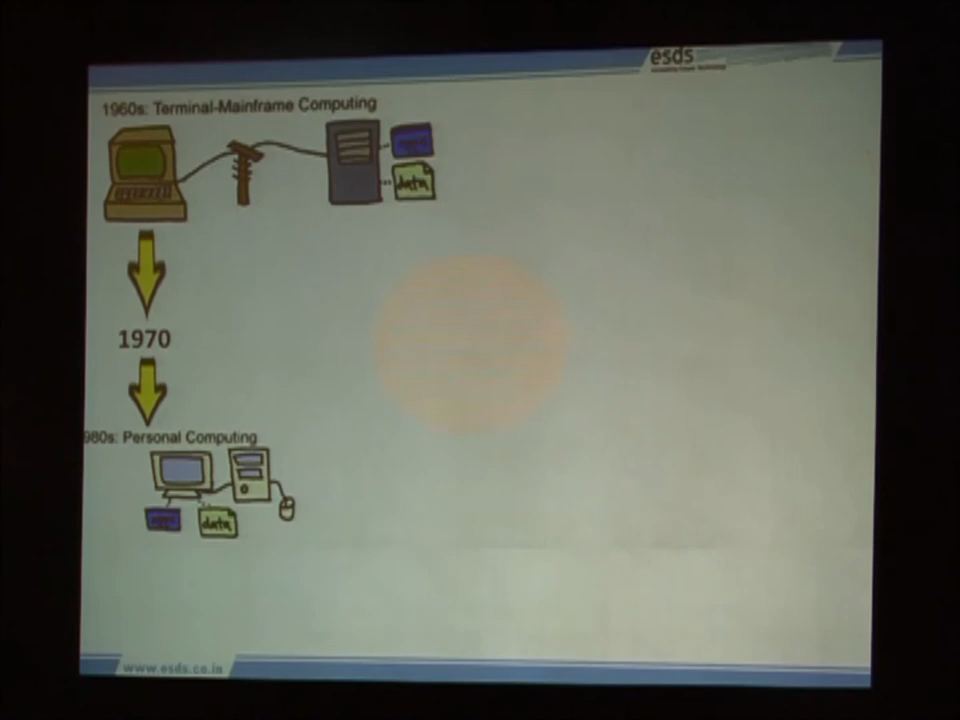 esds
1960s: Terminal-Mainframe Computing
data
1970
980s: Personal Computing
data
www.esds.co.in